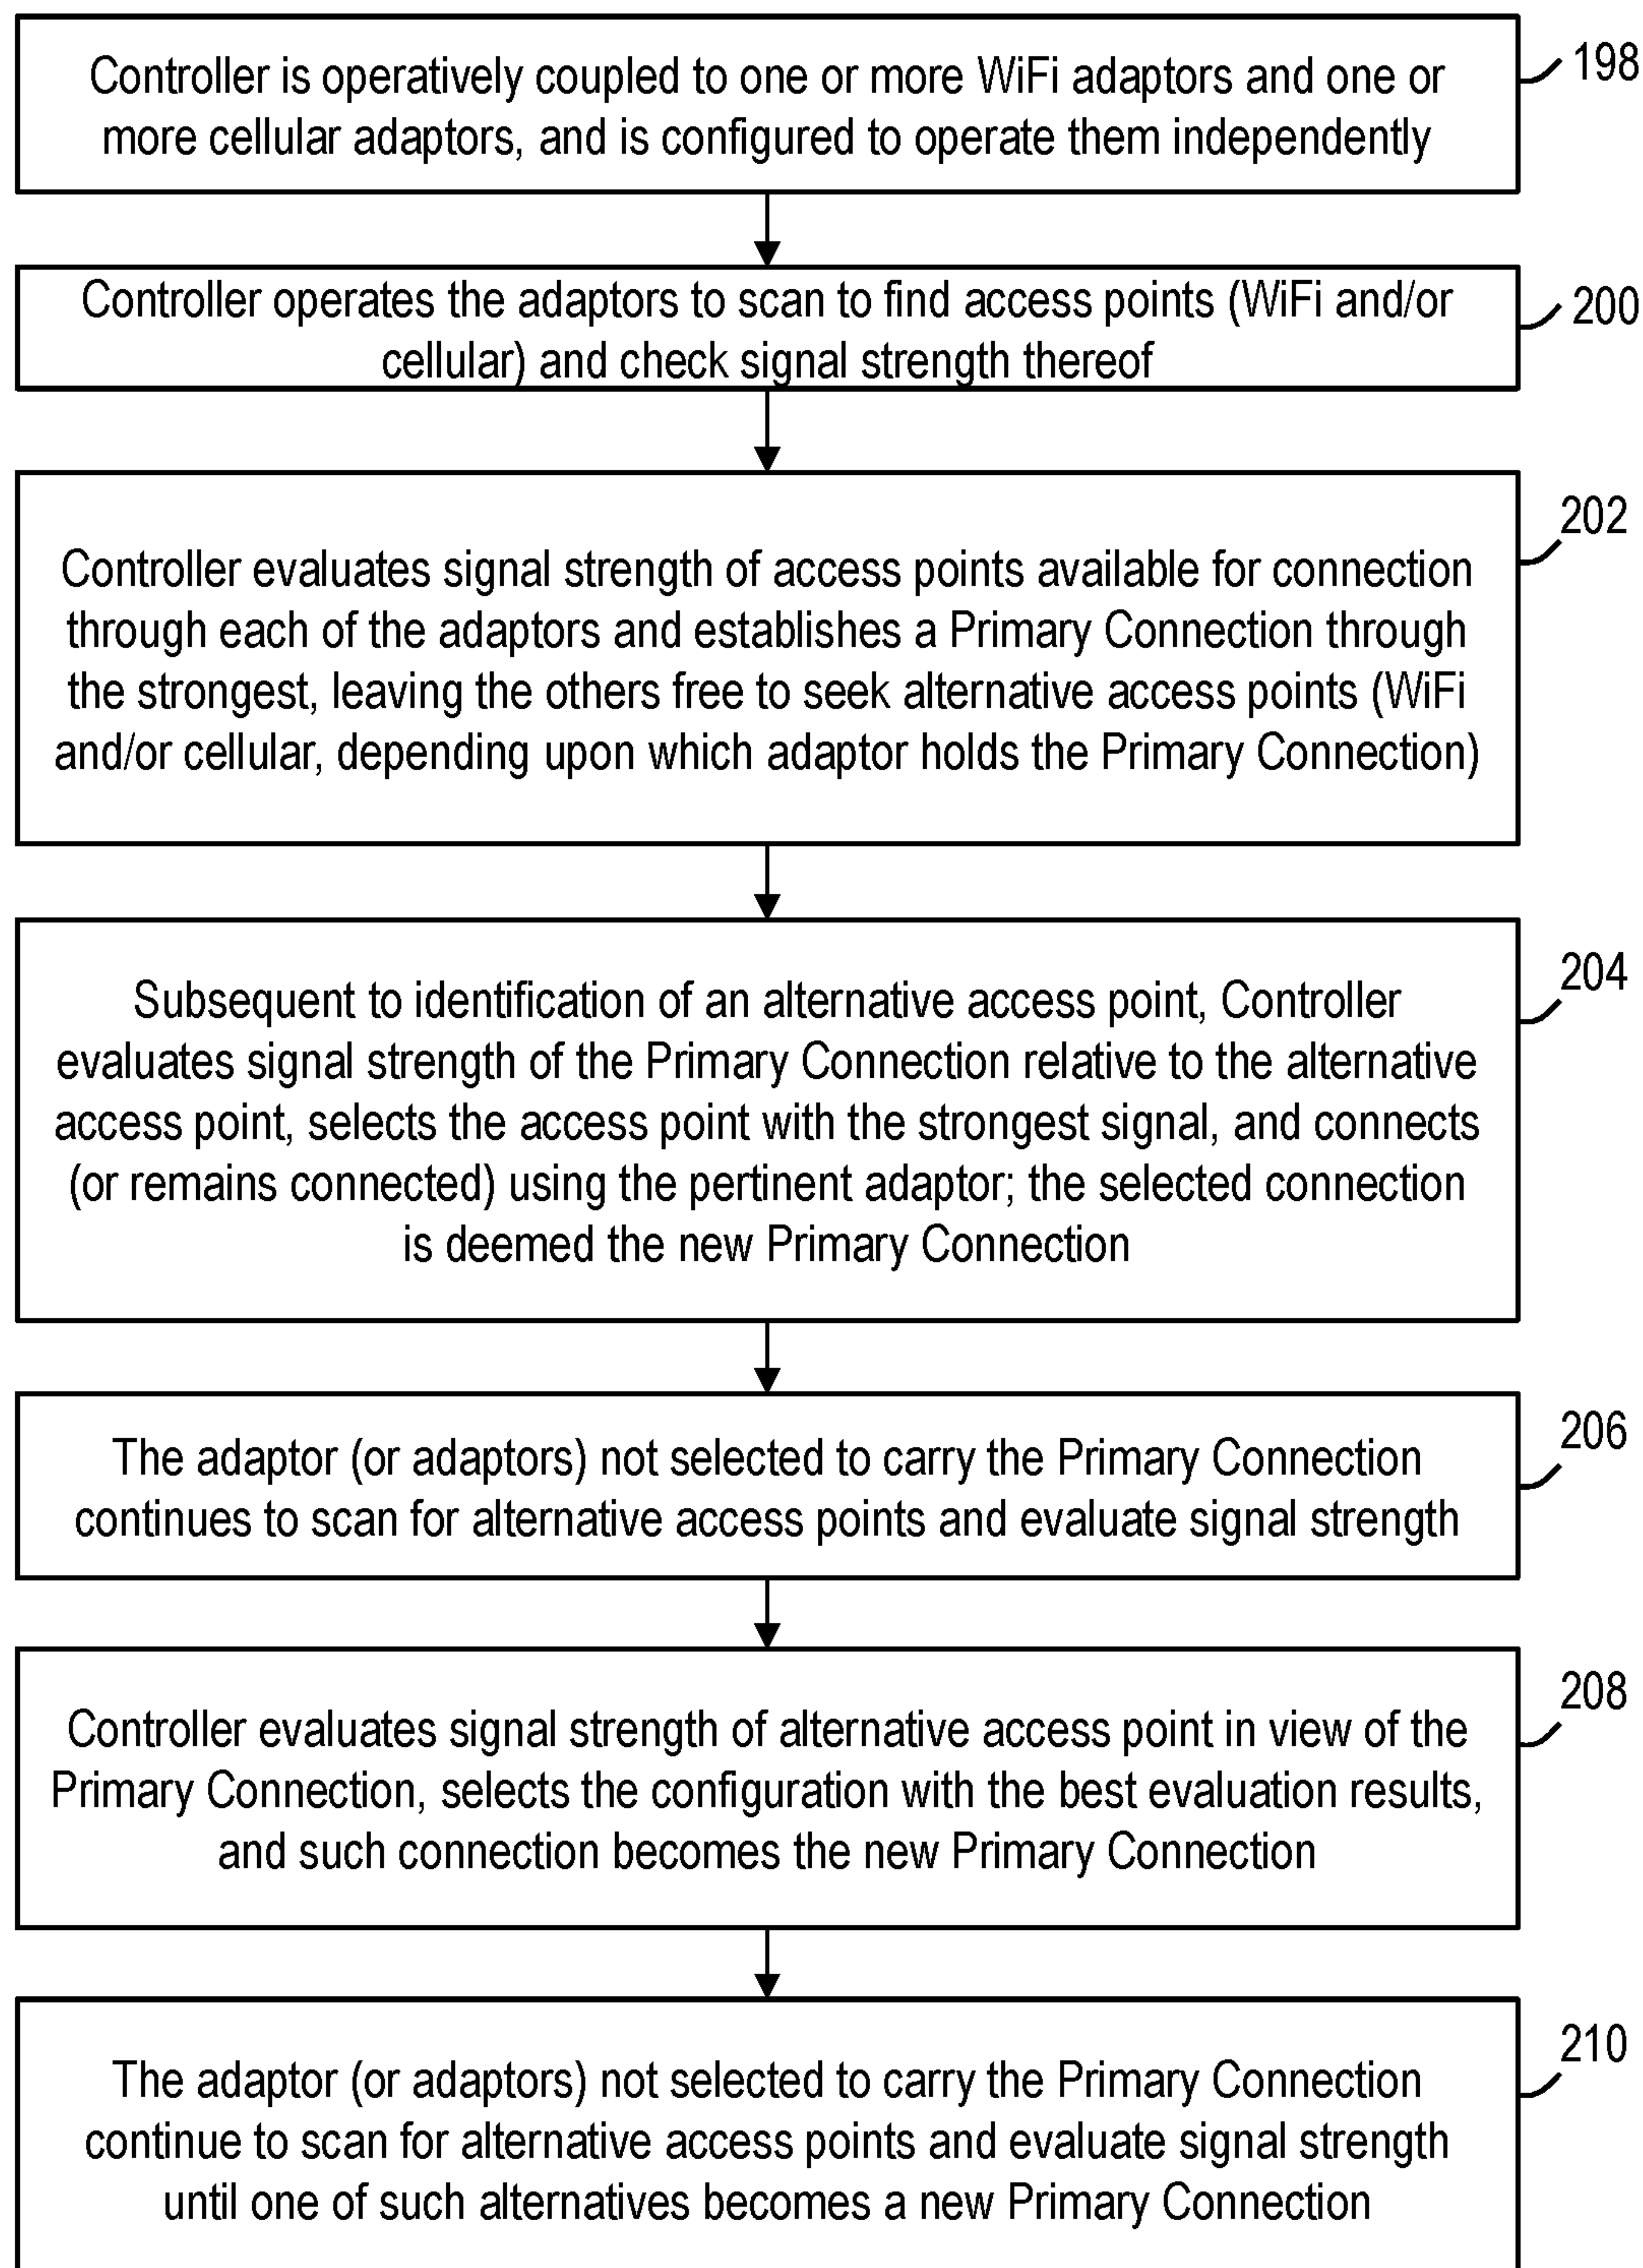 Controller is operatively coupled to one or more WiFi adaptors and one or
more cellular adaptors, and is configured to operate them independently
198
Controller operates the adaptors to scan to find access points (WiFi and/or
cellular) and check signal strength thereof
200
Controller evaluates signal strength of access points available for connection
through each of the adaptors and establishes a Primary Connection through
the strongest, leaving the others free to seek alternative access points (WiFi
and/or cellular, depending upon which adaptor holds the Primary Connection)
202
Subsequent to identification of an alternative access point, Controller
evaluates signal strength of the Primary Connection relative to the alternative
access point, selects the access point with the strongest signal, and connects
(or remains connected) using the pertinent adaptor; the selected connection
is deemed the new Primary Connection
204
The adaptor (or adaptors) not selected to carry the Primary Connection
continues to scan for alternative access points and evaluate signal strength
206
Controller evaluates signal strength of alternative access point in view of the
Primary Connection, selects the configuration with the best evaluation results,
and such connection becomes the new Primary Connection
208
The adaptor (or adaptors) not selected to carry the Primary Connection
continue to scan for alternative access points and evaluate signal strength
until one of such alternatives becomes a new Primary Connection
210